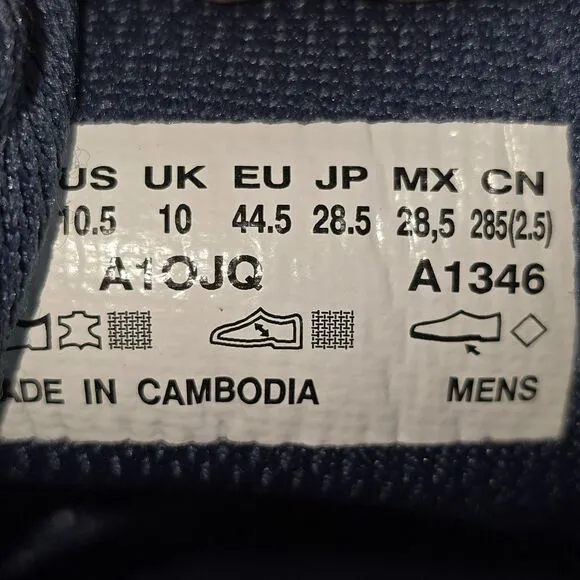 US UK EU JP MX CN
10.5 10 44.5 28.5 28,5 285(2.5)
A1OJQ A1346
ADE IN CAMBODIA MENS